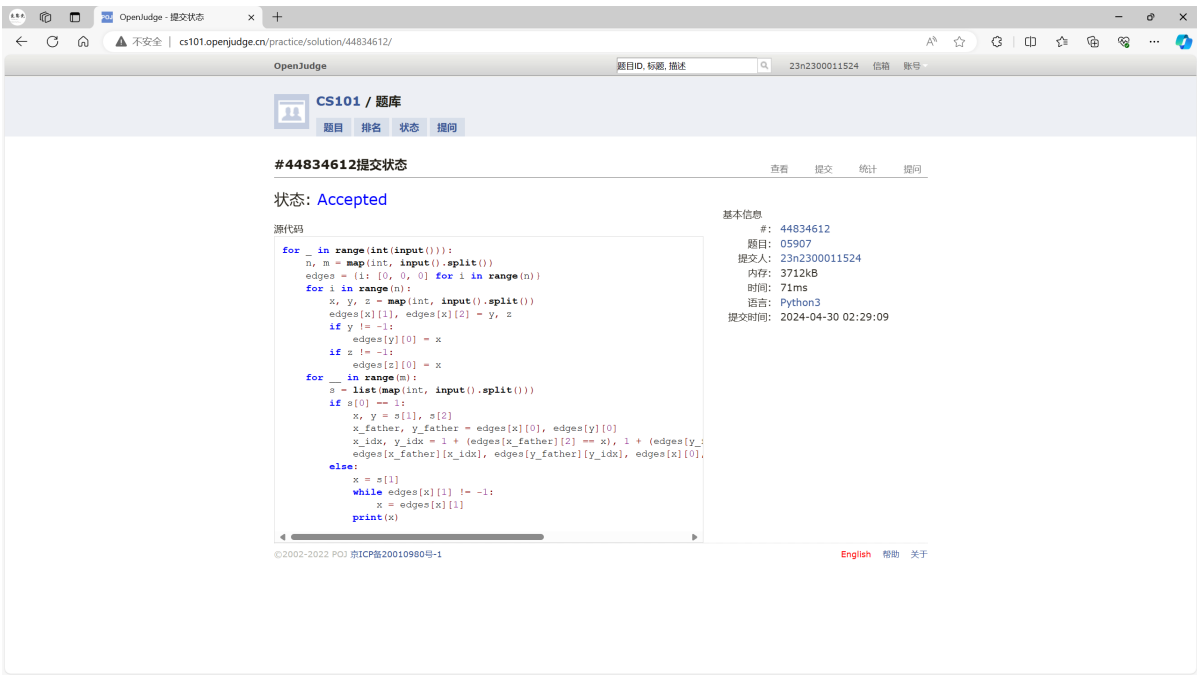 OpenJudge - 提交状态
不安全 | cs101.openjudge.cn/practice/solution/44834612/
OpenJudge
题目ID, 标题, 描述
23n2300011524 信箱 账号
CS101 / 题库
题目 排名 状态 提问
#44834612提交状态
查看 提交 统计 提问
状态: Accepted
源代码
for _ in range(int(input())):
    n, m = map(int, input().split())
    edges = {i: [0, 0, 0] for i in range(n)}
    for i in range(n):
        x, y, z = map(int, input().split())
        edges[x][1], edges[x][2] = y, z
        if y != -1:
            edges[y][0] = x
        if z != -1:
            edges[z][0] = x
    for __ in range(m):
        s = list(map(int, input().split()))
        if s[0] == 1:
            x, y = s[1], s[2]
            x_father, y_father = edges[x][0], edges[y][0]
            x_idx, y_idx = 1 + (edges[x_father][2] == x), 1 + (edges[y_
            edges[x_father][x_idx], edges[y_father][y_idx], edges[x][0],
        else:
            x = s[1]
            while edges[x][1] != -1:
                x = edges[x][1]
            print(x)
基本信息
#: 44834612
题目: 05907
提交人: 23n2300011524
内存: 3712kB
时间: 71ms
语言: Python3
提交时间: 2024-04-30 02:29:09
©2002-2022 POJ 京ICP备20010980号-1
English 帮助 关于